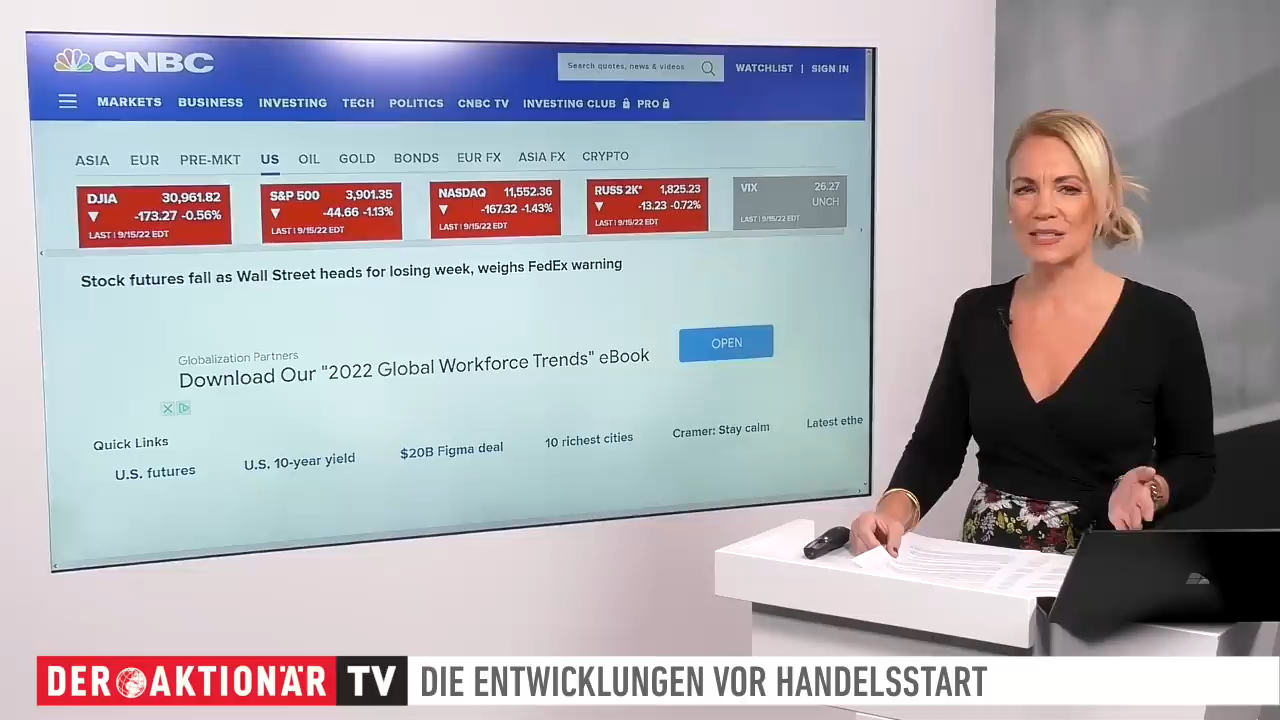 CNBC
Search quotes, news & videos
WATCHLIST | SIGN IN
MARKETS BUSINESS INVESTING TECH POLITICS CNBC TV INVESTING CLUB PRO
ASIA EUR PRE-MKT US OIL GOLD BONDS EUR FX ASIA FX CRYPTO
DJIA 30,961.82
-173.27 -0.56%
LAST | 9/15/22 EDT
S&P 500 3,901.35
-44.66 -1.13%
LAST | 9/15/22 EDT
NASDAQ 11,552.36
-167.32 -1.43%
LAST | 9/15/22 EDT
RUSS 2K* 1,825.23
-13.23 -0.72%
LAST | 9/15/22 EDT
VIX 26.27
UNCH
LAST | 9/15/22 EDT
Stock futures fall as Wall Street heads for losing week, weighs FedEx warning
Globalization Partners
Download Our "2022 Global Workforce Trends" eBook
OPEN
Quick Links
U.S. futures U.S. 10-year yield $20B Figma deal 10 richest cities Cramer: Stay calm Latest ethe
DER AKTIONÄR TV DIE ENTWICKLUNGEN VOR HANDELSSTART